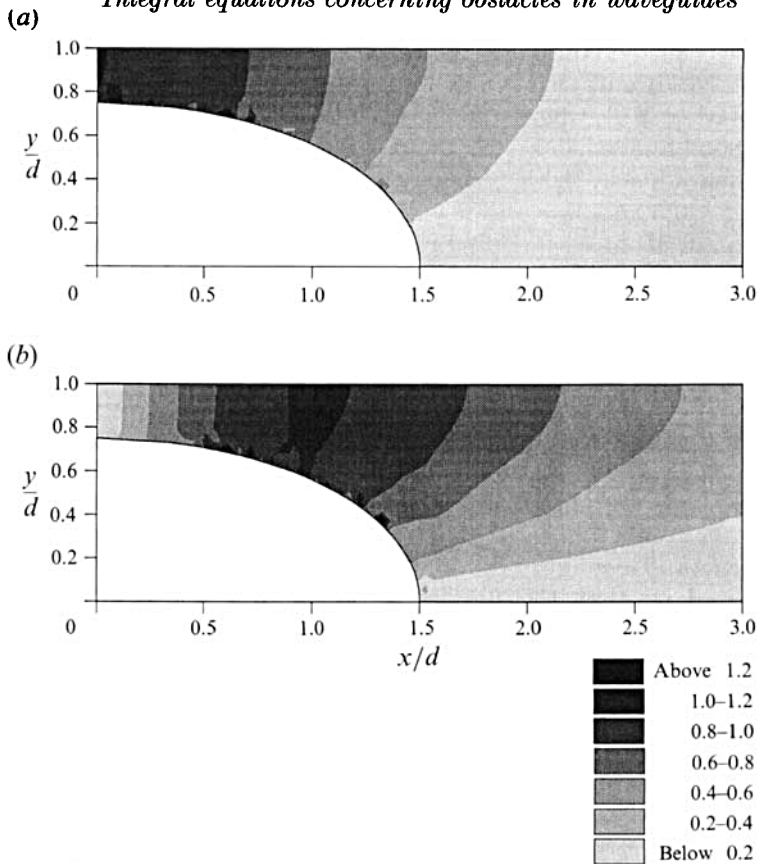 Integral equations concerning obstacles in waveguides
(a)
1.0
0.8
0.6
0.4
0.2
y
d
0 0.5 1.0 1.5 2.0 2.5 3.0
(b)
1.0
0.8
0.6
0.4
0.2
y
d
0 0.5 1.0 1.5 2.0 2.5 3.0
x/d
Above 1.2
1.0–1.2
0.8–1.0
0.6–0.8
0.4–0.6
0.2–0.4
Below 0.2